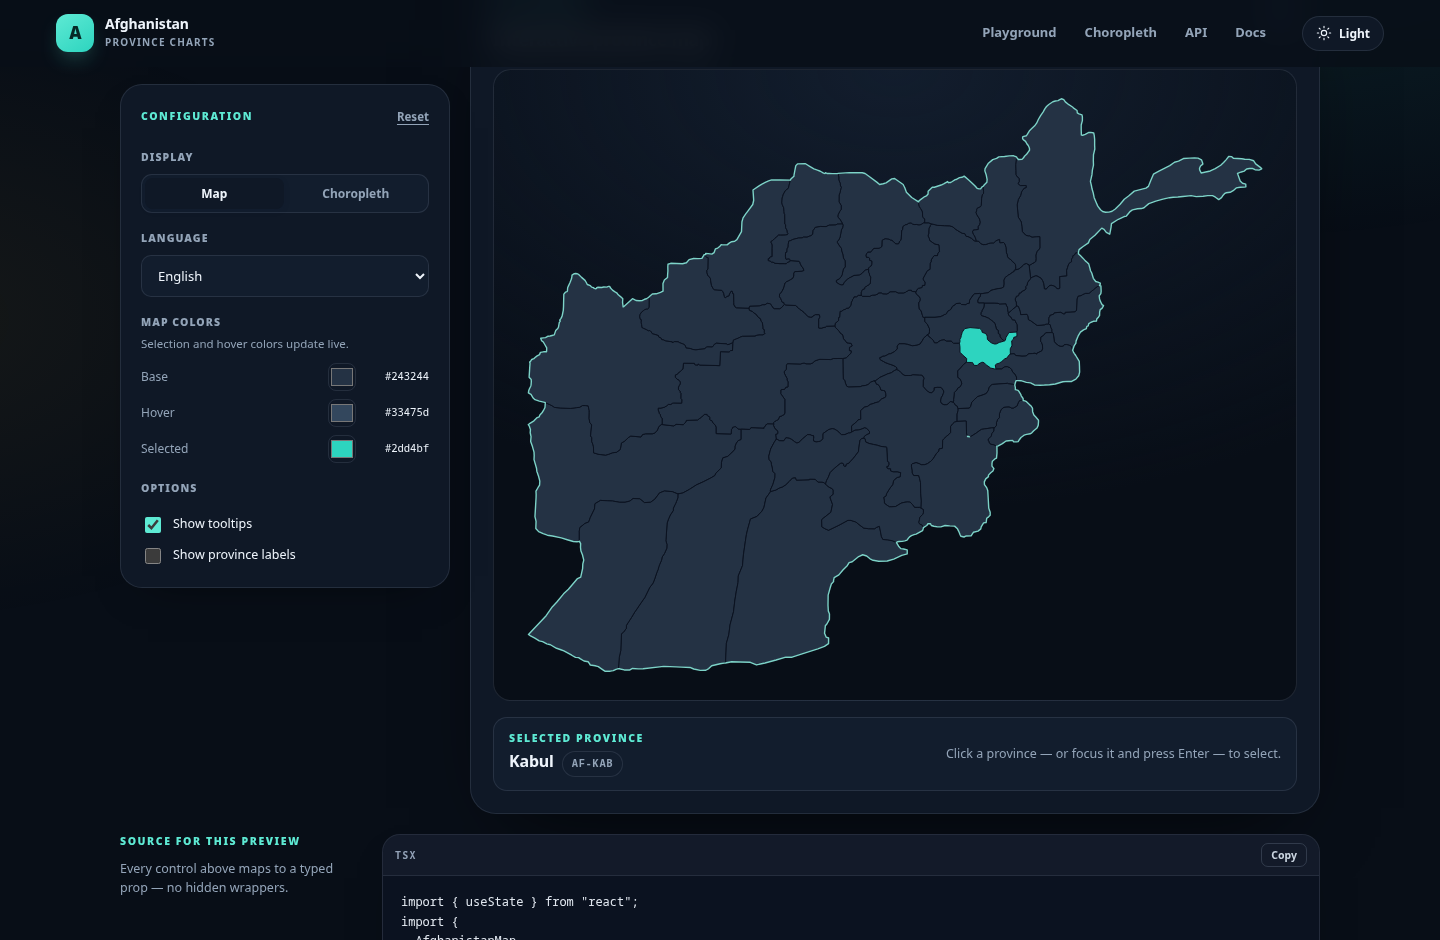 A
Afghanistan
PROVINCE CHARTS
Playground
Choropleth
API
Docs
Light
CONFIGURATION
Reset
DISPLAY
Map
Choropleth
LANGUAGE
English
MAP COLORS
Selection and hover colors update live.
Base
#243244
Hover
#33475d
Selected
#2dd4bf
OPTIONS
Show tooltips
Show province labels
SELECTED PROVINCE
Kabul
AF-KAB
Click a province — or focus it and press Enter — to select.
SOURCE FOR THIS PREVIEW
Every control above maps to a typed
prop — no hidden wrappers.
TSX
Copy
import { useState } from "react";
import {
AfghanistanMap